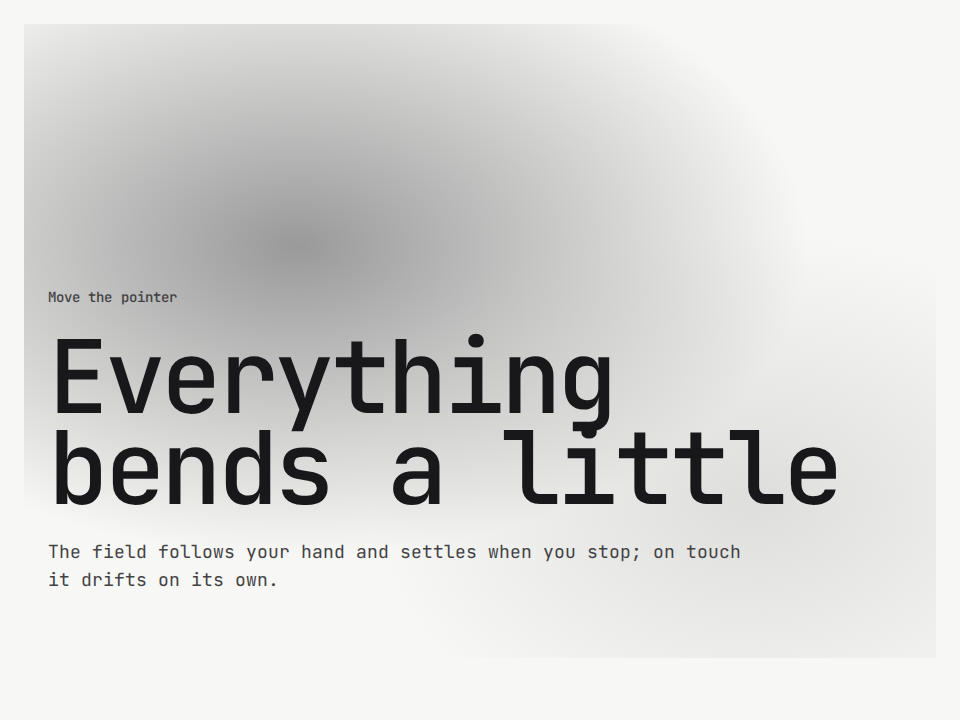 Move the pointer
Everything
bends a little
The field follows your hand and settles when you stop; on touch
it drifts on its own.